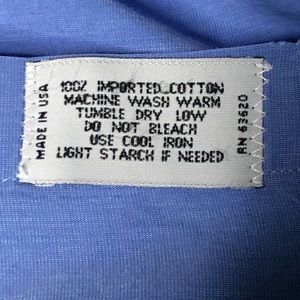 100% IMPORTED COTTON
MACHINE WASH WARM
TUMBLE DRY LOW
DO NOT BLEACH
USE COOL IRON
LIGHT STARCH IF NEEDED
MADE IN USA
RN 63620